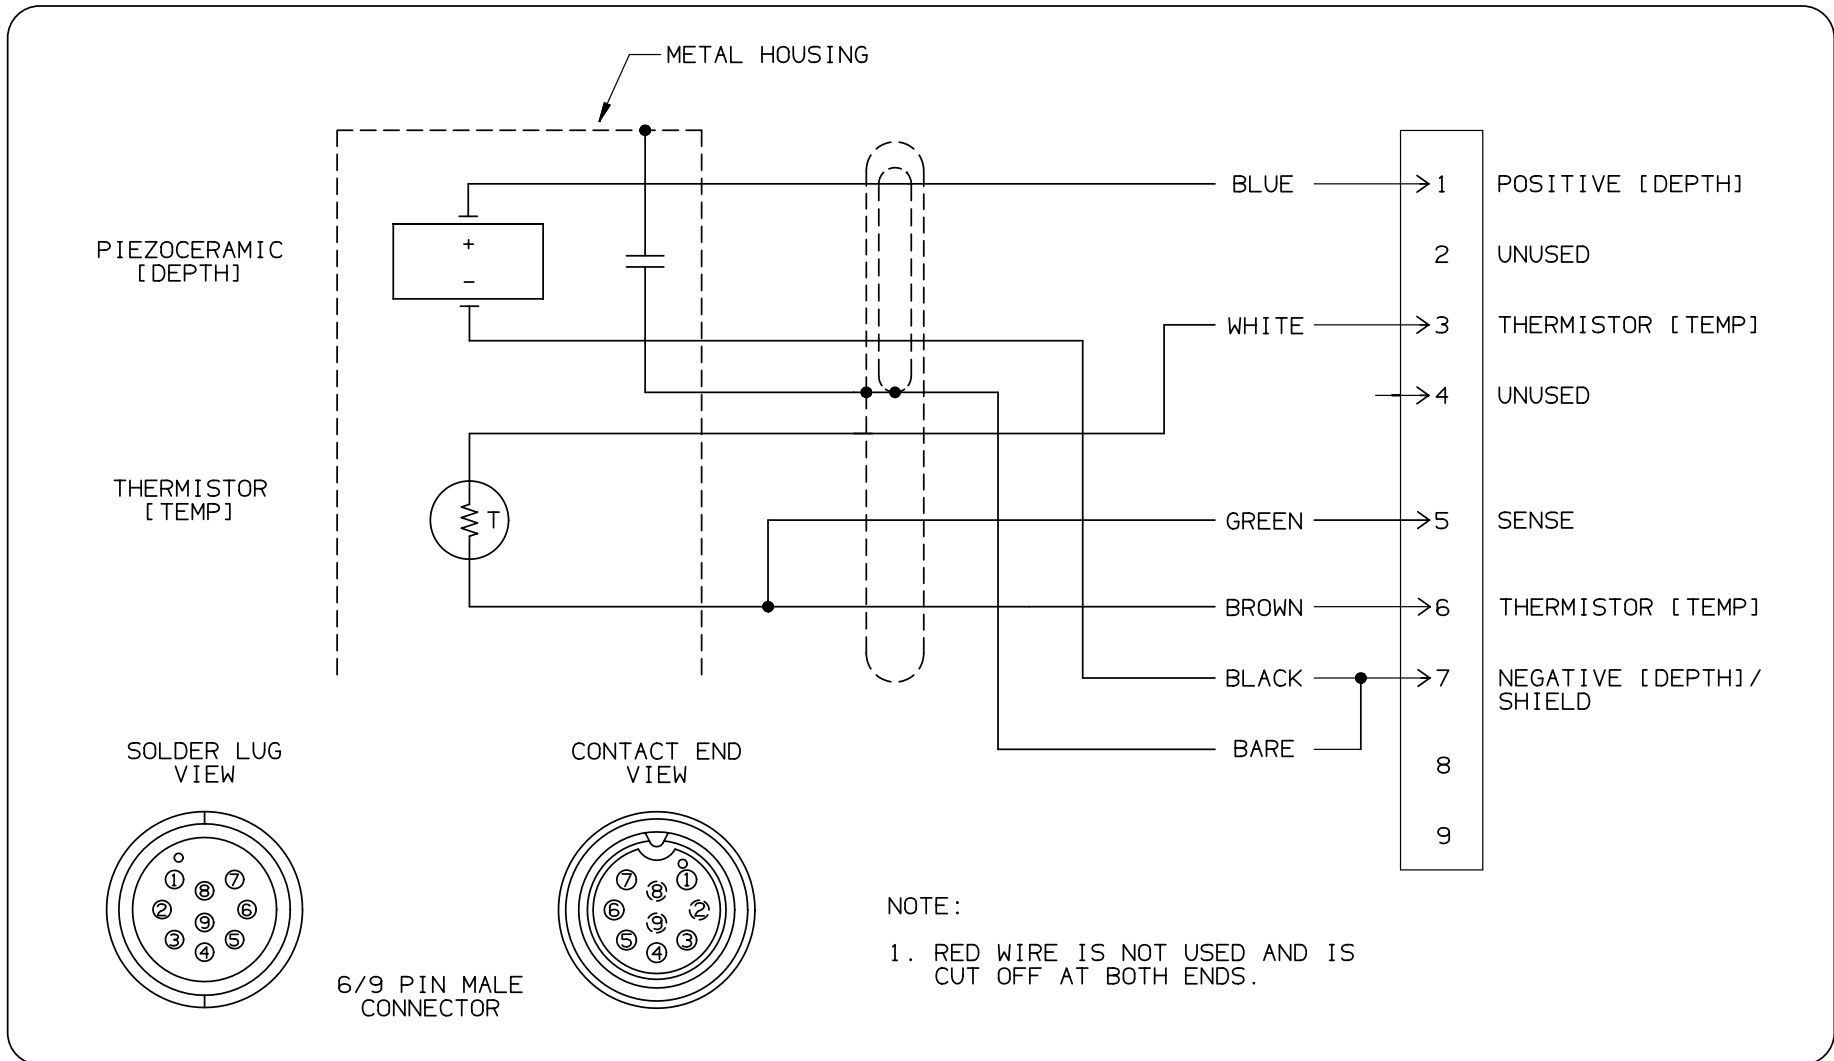 METAL HOUSING
PIEZOCERAMIC
[DEPTH]
+
-
THERMISTOR
[TEMP]
T
BLUE
1
POSITIVE [DEPTH]
2
UNUSED
WHITE
3
THERMISTOR [TEMP]
4
UNUSED
GREEN
5
SENSE
BROWN
6
THERMISTOR [TEMP]
BLACK
7
NEGATIVE [DEPTH]/
SHIELD
BARE
8
9
SOLDER LUG
VIEW
1
7
8
2
6
9
3
5
4
CONTACT END
VIEW
7
1
8
6
2
9
5
3
4
6/9 PIN MALE
CONNECTOR
NOTE:
1. RED WIRE IS NOT USED AND IS
CUT OFF AT BOTH ENDS.